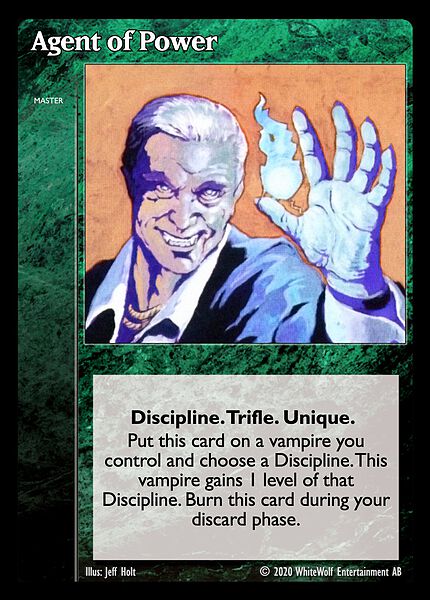 Agent of Power
MASTER
Discipline. Trifle. Unique.
Put this card on a vampire you
control and choose a Discipline. This
vampire gains 1 level of that
Discipline. Burn this card during your
discard phase.
Illus: Jeff Holt
© 2020 WhiteWolf Entertainment AB